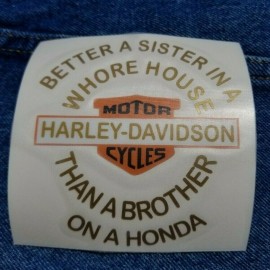 BETTER A SISTER IN A
WHORE HOUSE
MOTOR
HARLEY-DAVIDSON
CYCLES
THAN A BROTHER
ON A HONDA